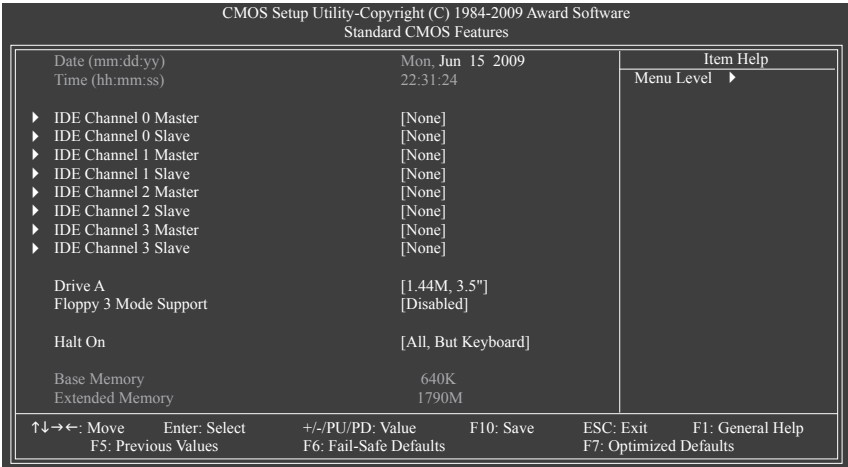 CMOS Setup Utility-Copyright (C) 1984-2009 Award Software
Standard CMOS Features
Date (mm:dd:yy) Mon, Jun 15 2009
Time (hh:mm:ss) 22:31:24
IDE Channel 0 Master [None]
IDE Channel 0 Slave [None]
IDE Channel 1 Master [None]
IDE Channel 1 Slave [None]
IDE Channel 2 Master [None]
IDE Channel 2 Slave [None]
IDE Channel 3 Master [None]
IDE Channel 3 Slave [None]
Drive A [1.44M, 3.5"]
Floppy 3 Mode Support [Disabled]
Halt On [All, But Keyboard]
Base Memory 640K
Extended Memory 1790M
Item Help
Menu Level
↑↓→←: Move Enter: Select +/-/PU/PD: Value F10: Save ESC: Exit F1: General Help
F5: Previous Values F6: Fail-Safe Defaults F7: Optimized Defaults